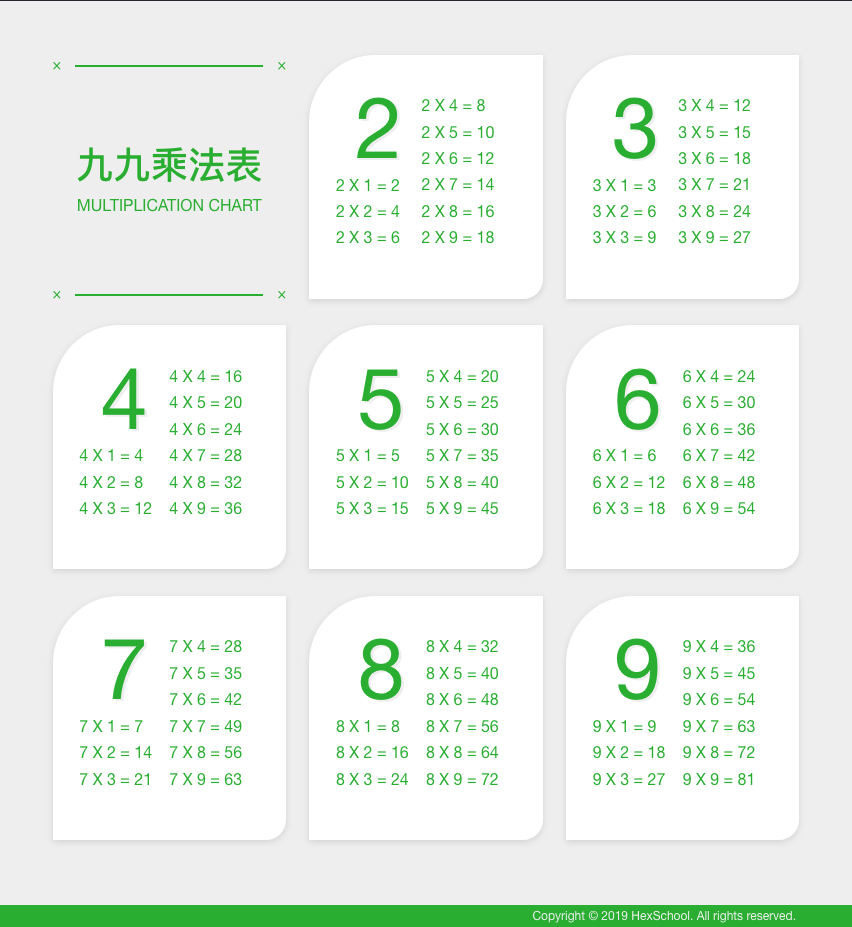 ×
×
九九乘法表
MULTIPLICATION CHART
×
×
2
2 X 1 = 2
2 X 2 = 4
2 X 3 = 6
2 X 4 = 8
2 X 5 = 10
2 X 6 = 12
2 X 7 = 14
2 X 8 = 16
2 X 9 = 18
3
3 X 1 = 3
3 X 2 = 6
3 X 3 = 9
3 X 4 = 12
3 X 5 = 15
3 X 6 = 18
3 X 7 = 21
3 X 8 = 24
3 X 9 = 27
4
4 X 1 = 4
4 X 2 = 8
4 X 3 = 12
4 X 4 = 16
4 X 5 = 20
4 X 6 = 24
4 X 7 = 28
4 X 8 = 32
4 X 9 = 36
5
5 X 1 = 5
5 X 2 = 10
5 X 3 = 15
5 X 4 = 20
5 X 5 = 25
5 X 6 = 30
5 X 7 = 35
5 X 8 = 40
5 X 9 = 45
6
6 X 1 = 6
6 X 2 = 12
6 X 3 = 18
6 X 4 = 24
6 X 5 = 30
6 X 6 = 36
6 X 7 = 42
6 X 8 = 48
6 X 9 = 54
7
7 X 1 = 7
7 X 2 = 14
7 X 3 = 21
7 X 4 = 28
7 X 5 = 35
7 X 6 = 42
7 X 7 = 49
7 X 8 = 56
7 X 9 = 63
8
8 X 1 = 8
8 X 2 = 16
8 X 3 = 24
8 X 4 = 32
8 X 5 = 40
8 X 6 = 48
8 X 7 = 56
8 X 8 = 64
8 X 9 = 72
9
9 X 1 = 9
9 X 2 = 18
9 X 3 = 27
9 X 4 = 36
9 X 5 = 45
9 X 6 = 54
9 X 7 = 63
9 X 8 = 72
9 X 9 = 81
Copyright © 2019 HexSchool. All rights reserved.